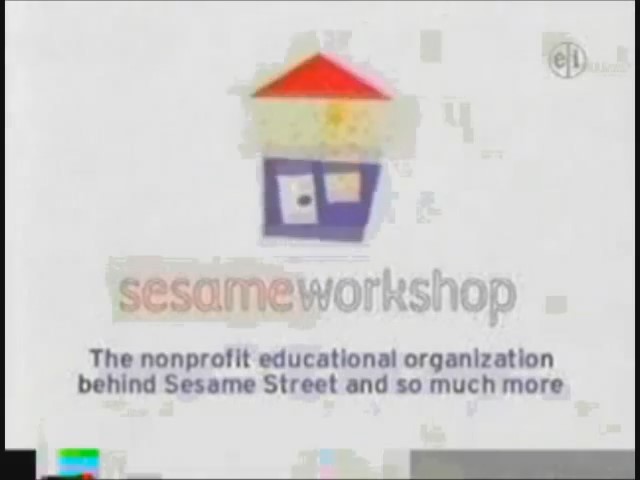 e/i
sesameworkshop
The nonprofit educational organization
behind Sesame Street and so much more